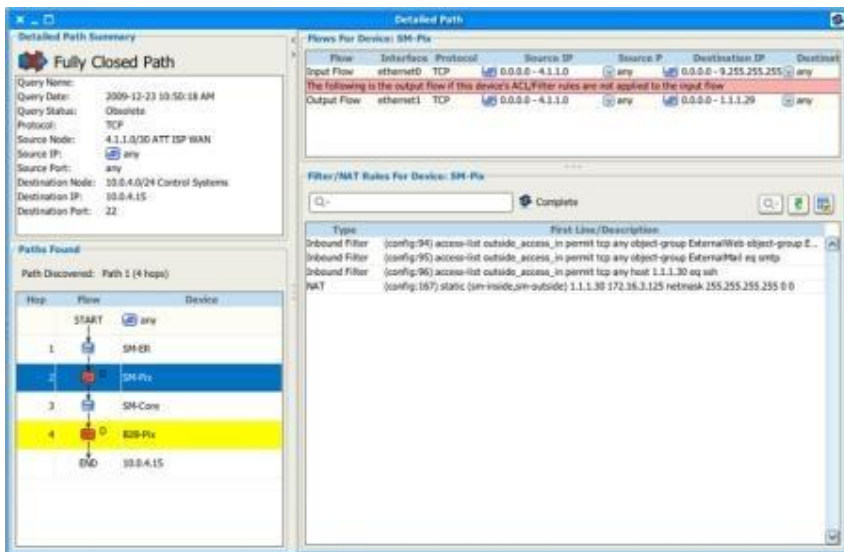 Detailed Path
Detailed Path Summary
Fully Closed Path
Query Name:
Query Date: 2009-12-23 10:50:18 AM
Query Status: Obsolete
Protocol: TCP
Source Node: 4.1.1.0/30 ATT ISP WAN
Source IP: any
Source Port: any
Destination Node: 10.0.4.0/24 Control Systems
Destination IP: 10.0.4.15
Destination Port: 22
Paths Found
Path Discovered: Path 1 (4 hops)
Hop Flow Device
START any
1 SM-ER
2 SM-Pix
3 SM-Core
4 D B2B-Pix
END 10.0.4.15
Flows For Device: SM-Pix
Flow Interface Protocol Source IP Source P Destination IP Destinat
Input Flow ethernet0 TCP 0.0.0.0 - 4.1.1.0 any 0.0.0.0 - 9.255.255.255 any
The following is the output flow if this device's ACL/Filter rules are not applied to the input flow
Output Flow ethernet1 TCP 0.0.0.0 - 4.1.1.0 any 0.0.0.0 - 1.1.1.29 any
Filter/NAT Rules For Device: SM-Pix
Complete
Type First Line/Description
Inbound Filter (config:94) access-list outside_access_in permit tcp any object-group ExternalWeb object-group E...
Inbound Filter (config:95) access-list outside_access_in permit tcp any object-group ExternalMail eq smtp
Inbound Filter (config:96) access-list outside_access_in permit tcp any host 1.1.1.30 eq ssh
NAT (config:167) static (sm-inside,sm-outside) 1.1.1.30 172.16.3.125 netmask 255.255.255.255 0 0